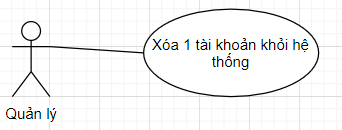 Xóa 1 tài khoản khỏi hệ
thống
Quản lý